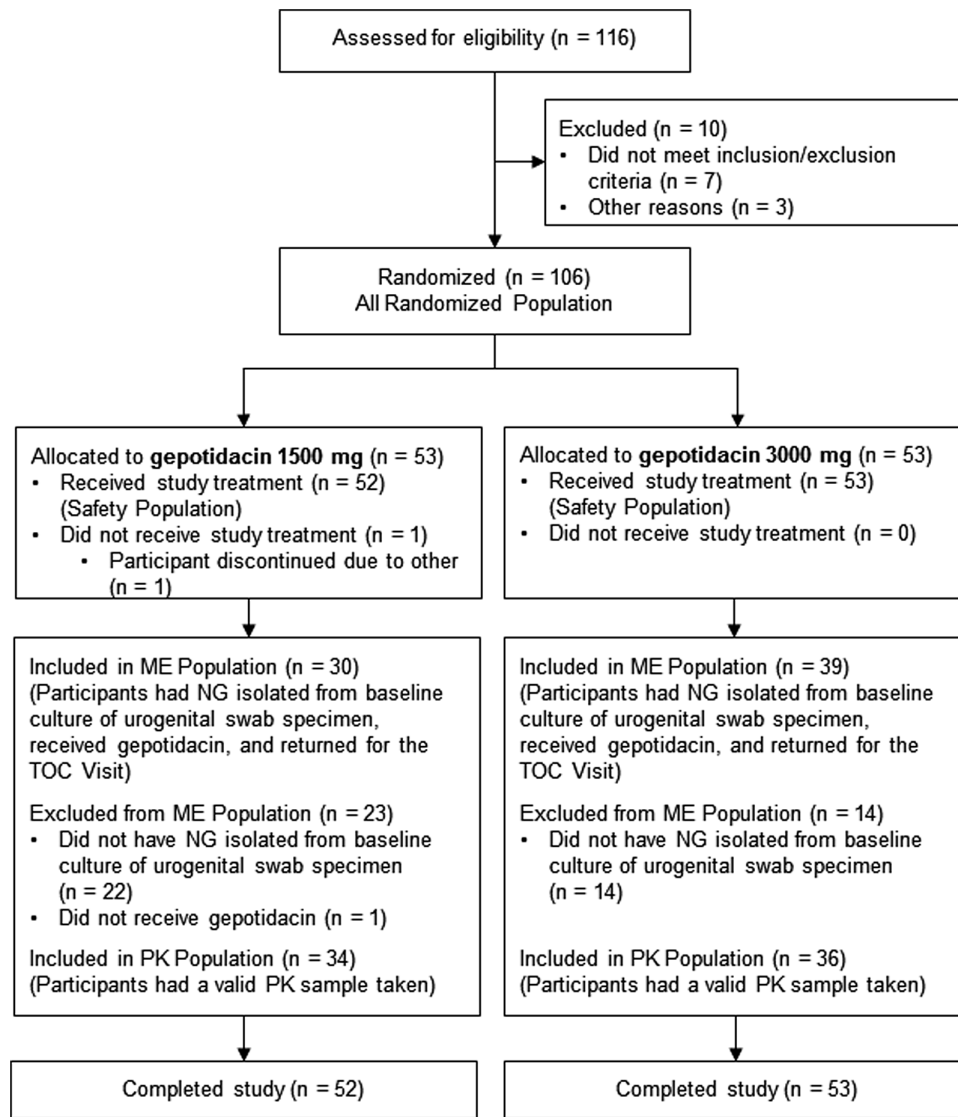 Assessed for eligibility (n = 116)
Excluded (n = 10)
• Did not meet inclusion/exclusion
criteria (n = 7)
• Other reasons (n = 3)
Randomized (n = 106)
All Randomized Population
Allocated to gepotidacin 1500 mg (n = 53)
• Received study treatment (n = 52)
(Safety Population)
• Did not receive study treatment (n = 1)
• Participant discontinued due to other
(n = 1)
Allocated to gepotidacin 3000 mg (n = 53)
• Received study treatment (n = 53)
(Safety Population)
• Did not receive study treatment (n = 0)
Included in ME Population (n = 30)
(Participants had NG isolated from baseline
culture of urogenital swab specimen,
received gepotidacin, and returned for the
TOC Visit)
Excluded from ME Population (n = 23)
• Did not have NG isolated from baseline
culture of urogenital swab specimen
(n = 22)
• Did not receive gepotidacin (n = 1)
Included in PK Population (n = 34)
(Participants had a valid PK sample taken)
Included in ME Population (n = 39)
(Participants had NG isolated from baseline
culture of urogenital swab specimen,
received gepotidacin, and returned for the
TOC Visit)
Excluded from ME Population (n = 14)
• Did not have NG isolated from baseline
culture of urogenital swab specimen
(n = 14)
Included in PK Population (n = 36)
(Participants had a valid PK sample taken)
Completed study (n = 52)
Completed study (n = 53)